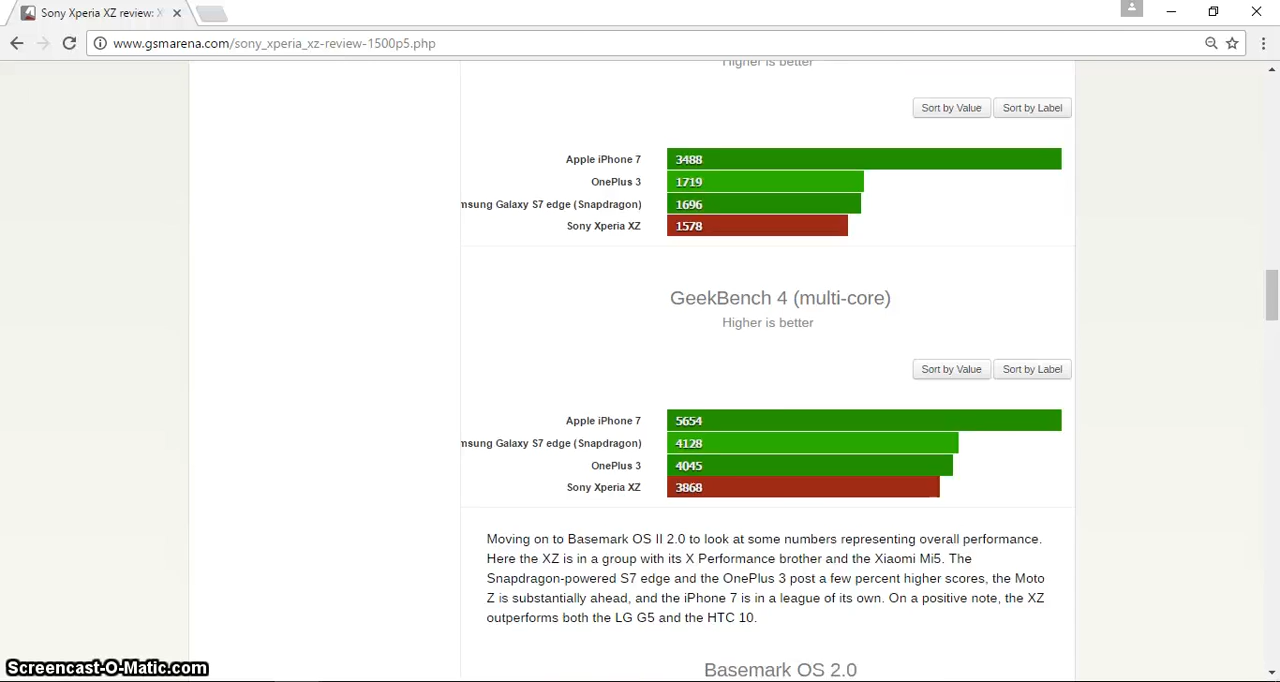 Sony Xperia XZ review: X
www.gsmarena.com/sony_xperia_xz-review-1500p5.php
Higher is better
Sort by Value Sort by Label
Apple iPhone 7 3488
OnePlus 3 1719
msung Galaxy S7 edge (Snapdragon) 1696
Sony Xperia XZ 1578
GeekBench 4 (multi-core)
Higher is better
Sort by Value Sort by Label
Apple iPhone 7 5654
msung Galaxy S7 edge (Snapdragon) 4128
OnePlus 3 4045
Sony Xperia XZ 3868
Moving on to Basemark OS II 2.0 to look at some numbers representing overall performance.
Here the XZ is in a group with its X Performance brother and the Xiaomi Mi5. The
Snapdragon-powered S7 edge and the OnePlus 3 post a few percent higher scores, the Moto
Z is substantially ahead, and the iPhone 7 is in a league of its own. On a positive note, the XZ
outperforms both the LG G5 and the HTC 10.
Basemark OS 2.0
Screencast-O-Matic.com